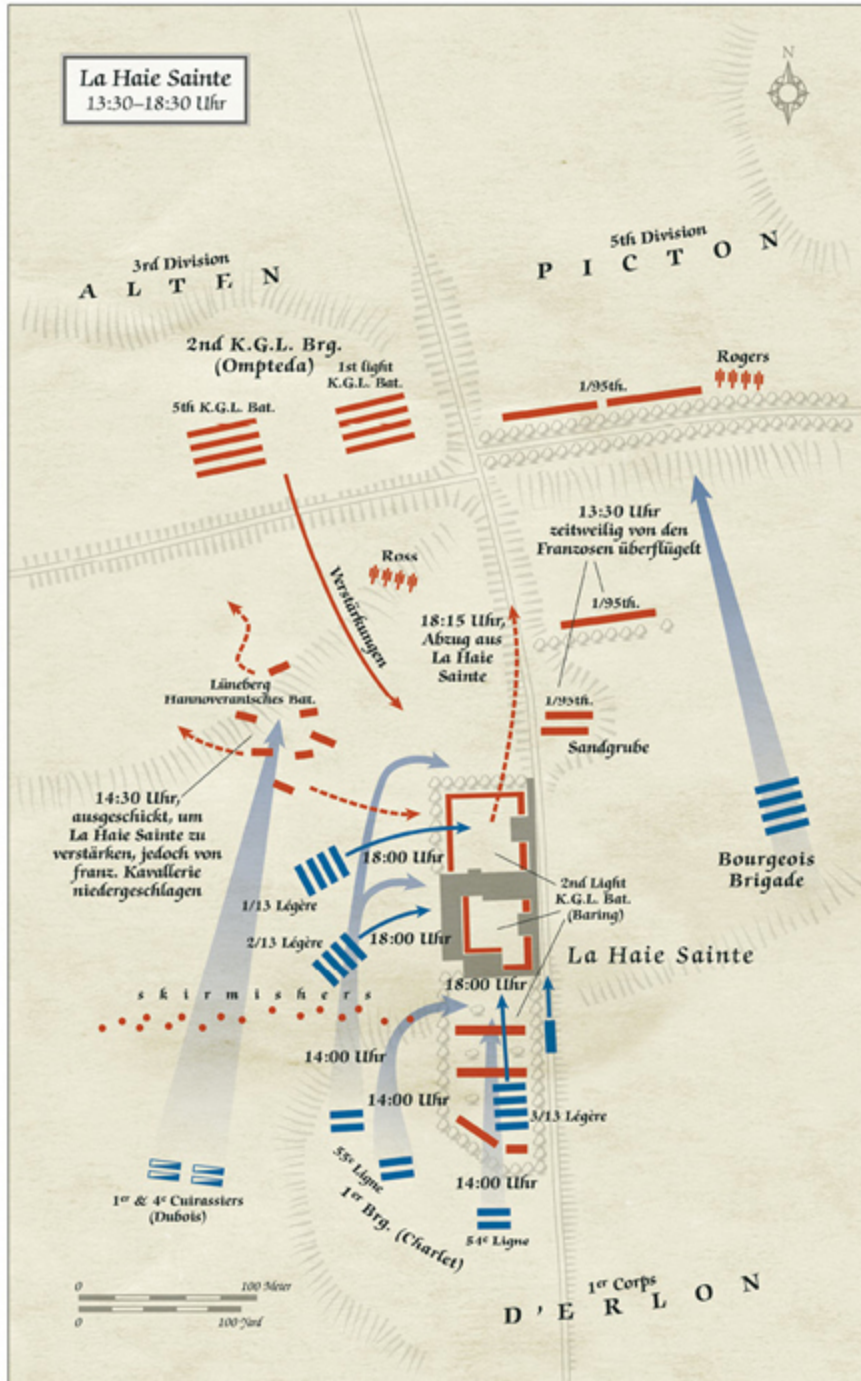 La Haie Sainte
13:30–18:30 Uhr
N
3rd Division
ALTEN
5th Division
PICTON
2nd K.G.L. Brg.
(Ompteda)
1st light
K.G.L. Bat.
5th K.G.L. Bat.
1/95th.
Rogers
13:30 Uhr
zeitweilig von den
Franzosen überflügelt
Ross
1/95th.
Verstärkungen
18:15 Uhr,
Abzug aus
La Haie
Sainte
Lüneberg
Hannoverantsches Bat.
1/95th.
Sandgrube
14:30 Uhr,
ausgeschickt, um
La Haie Sainte zu
verstärken, jedoch von
franz. Kavallerie
niedergeschlagen
18:00 Uhr
1/13 Légère
2/13 Légère
18:00 Uhr
2nd Light
K.G.L. Bat.
(Baring)
Bourgeois
Brigade
La Haie Sainte
18:00 Uhr
skirmishers
14:00 Uhr
14:00 Uhr
3/13 Légère
55e Ligne
14:00 Uhr
1er & 4e Cuirassiers
(Dubois)
1er Brg. (Charlet)
54e Ligne
0 100 Meter
0 100 Yard
1er Corps
D'ERLON